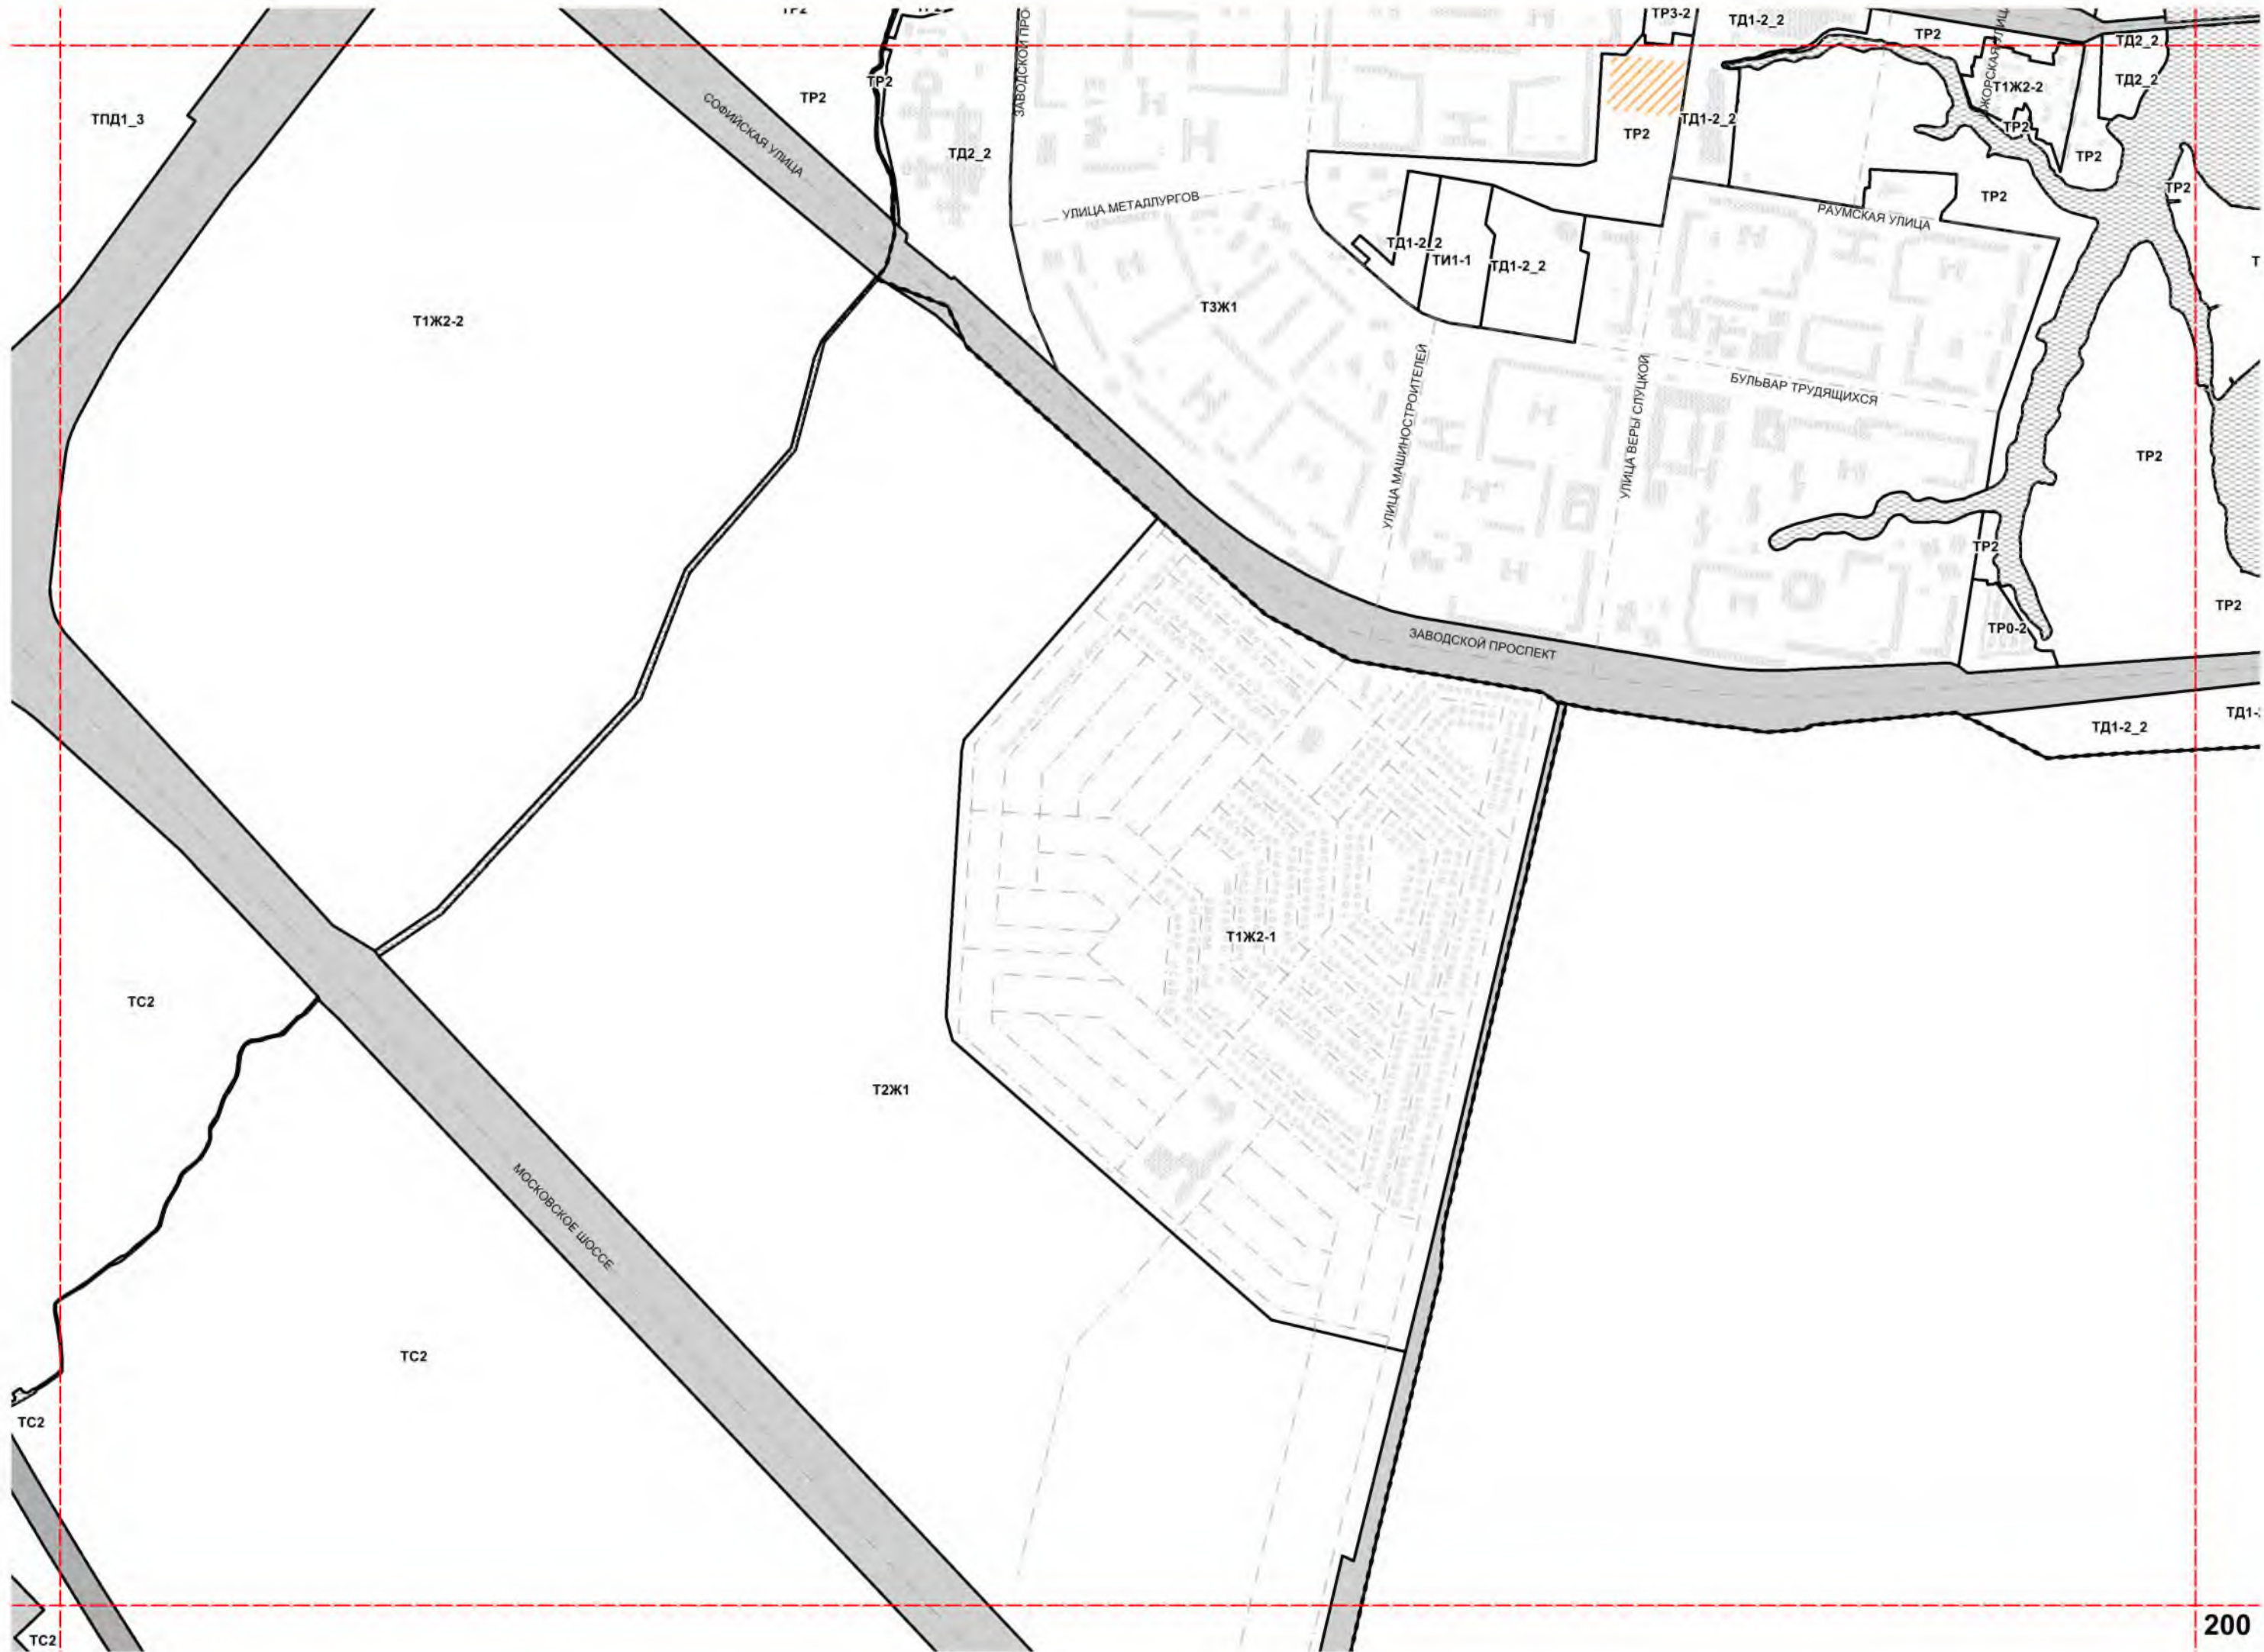 ТР3-2
ТД1-2_2
ТР2
ТД2_2
ТПД1_3
ТР2
ТР2
СОФИЙСКАЯ УЛИЦА
ТД2_2
ЗАВОДСКОЙ ПРО
ТР2
ТД1-2_2
Т1Ж2-2
ТД2_2
ТР2
ТР2
ТР2
ТР2
УЛИЦА МЕТАЛЛУРГОВ
РАУМСКАЯ УЛИЦА
ТД1-2_2
ТИ1-1
ТД1-2_2
Т1Ж2-2
Т3Ж1
УЛИЦА МАШИНОСТРОИТЕЛЕЙ
УЛИЦА ВЕРЫ СЛУЦКОЙ
БУЛЬВАР ТРУДЯЩИХСЯ
ТР2
ТР2
ТР2
ТР0-2
ЗАВОДСКОЙ ПРОСПЕКТ
ТД1-2_2
ТД1-
Т1Ж2-1
ТС2
Т2Ж1
МОСКОВСКОЕ ШОССЕ
ТС2
ТС2
ТС2
200